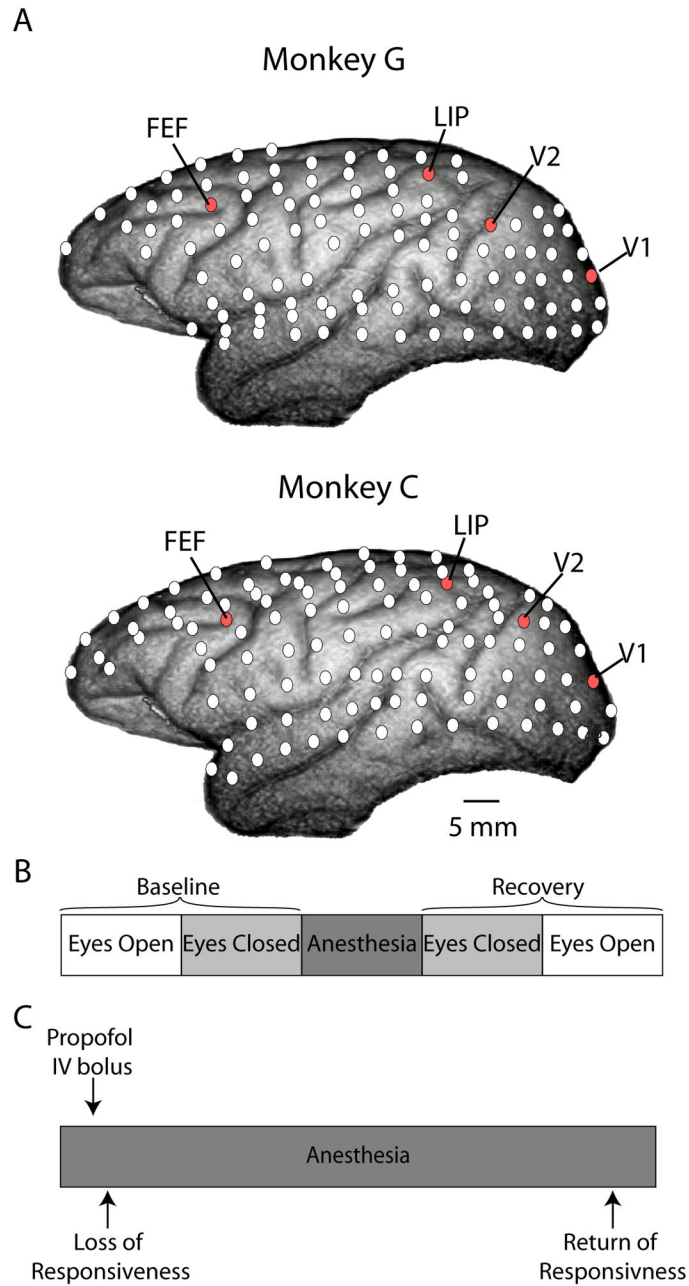 A
Monkey G
FEF
LIP
V2
V1
Monkey C
FEF
LIP
V2
V1
5 mm
B
Baseline
Recovery
Eyes Open
Eyes Closed
Anesthesia
Eyes Closed
Eyes Open
C
Propofol
IV bolus
Anesthesia
Loss of
Responsiveness
Return of
Responsivness